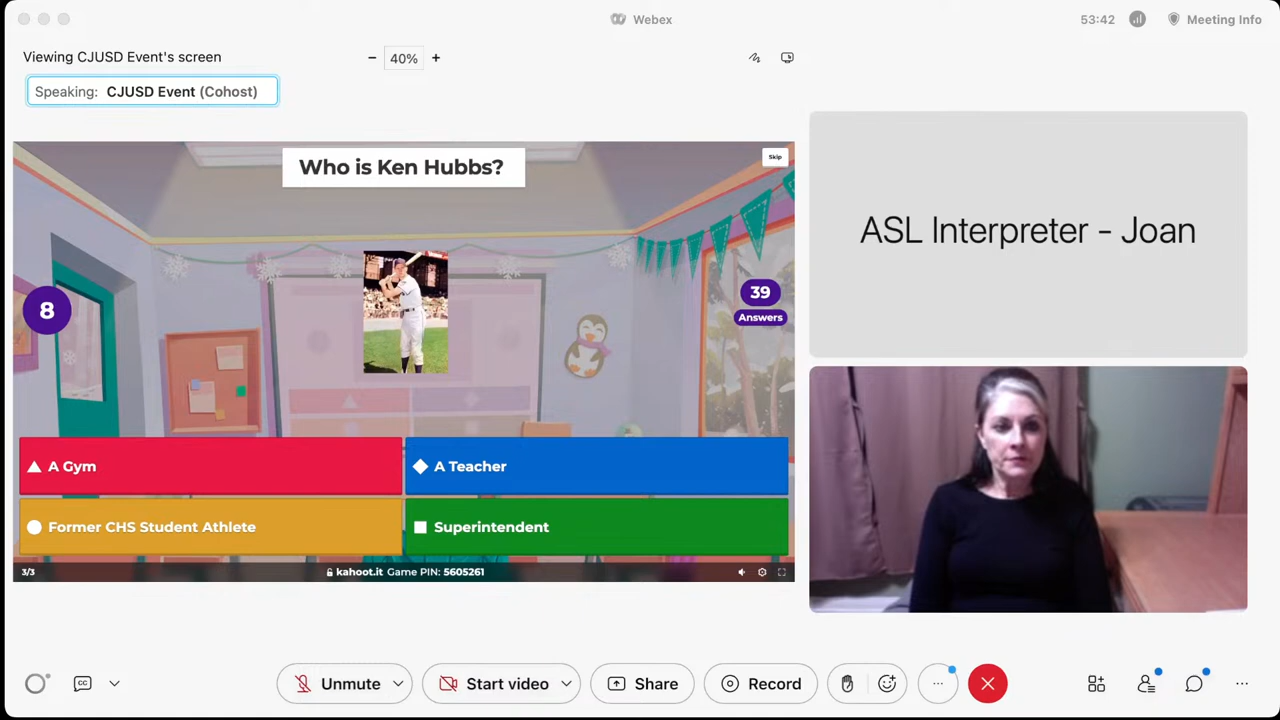 Webex
53:42
Meeting Info
Viewing CJUSD Event's screen
40%
Speaking: CJUSD Event (Cohost)
Who is Ken Hubbs?
Skip
8
39
Answers
A Gym
A Teacher
Former CHS Student Athlete
Superintendent
3/3
kahoot.it Game PIN: 5605261
ASL Interpreter - Joan
CC
Unmute
Start video
Share
Record